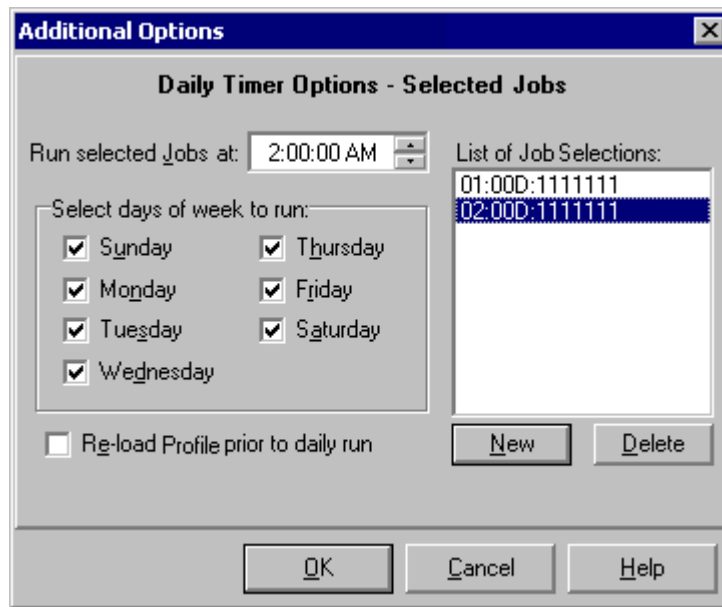 Additional Options
Daily Timer Options - Selected Jobs
Run selected Jobs at: 2:00:00 AM
List of Job Selections:
01:00D:1111111
02:00D:1111111
Select days of week to run:
Sunday Thursday
Monday Friday
Tuesday Saturday
Wednesday
Re-load Profile prior to daily run
New Delete
OK Cancel Help